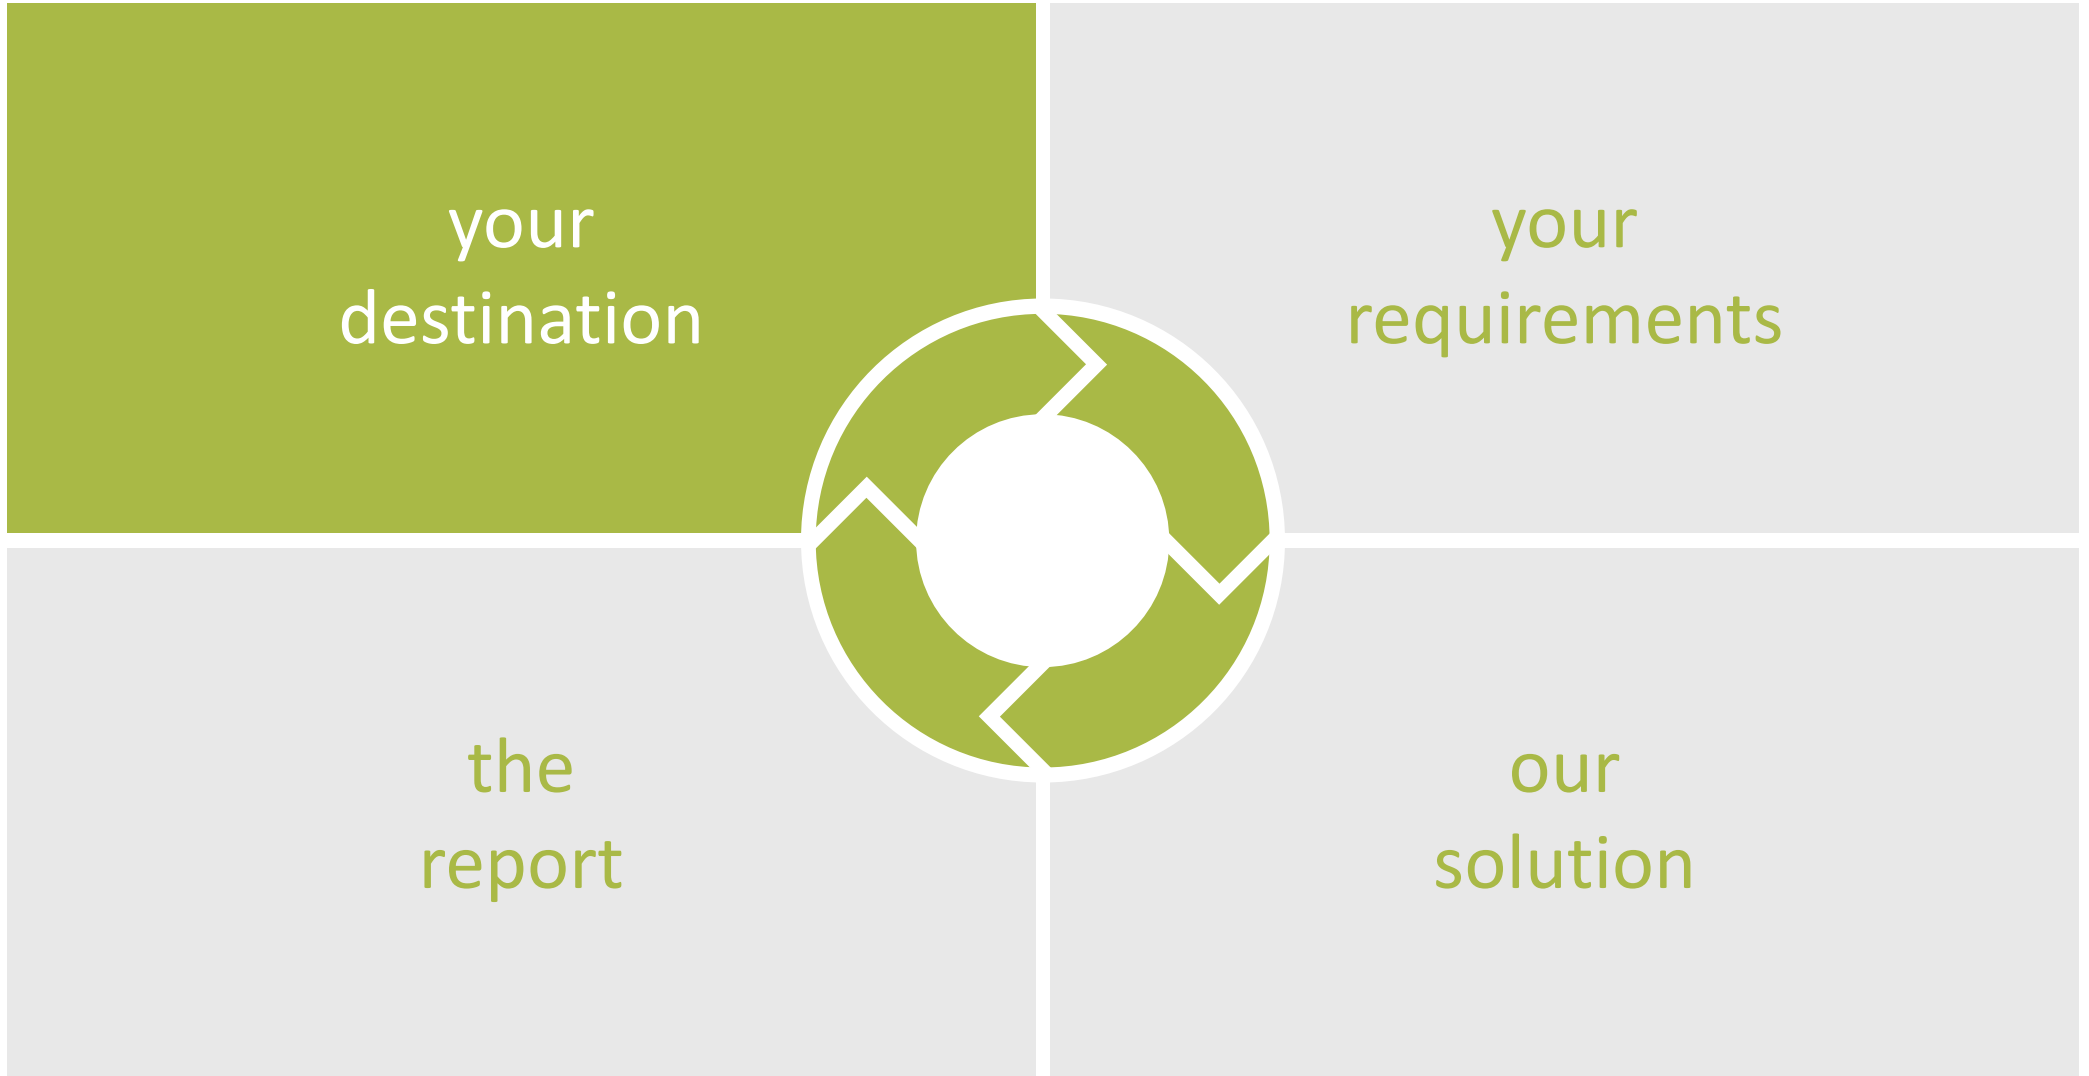 your
destination
your
requirements
the
report
our
solution